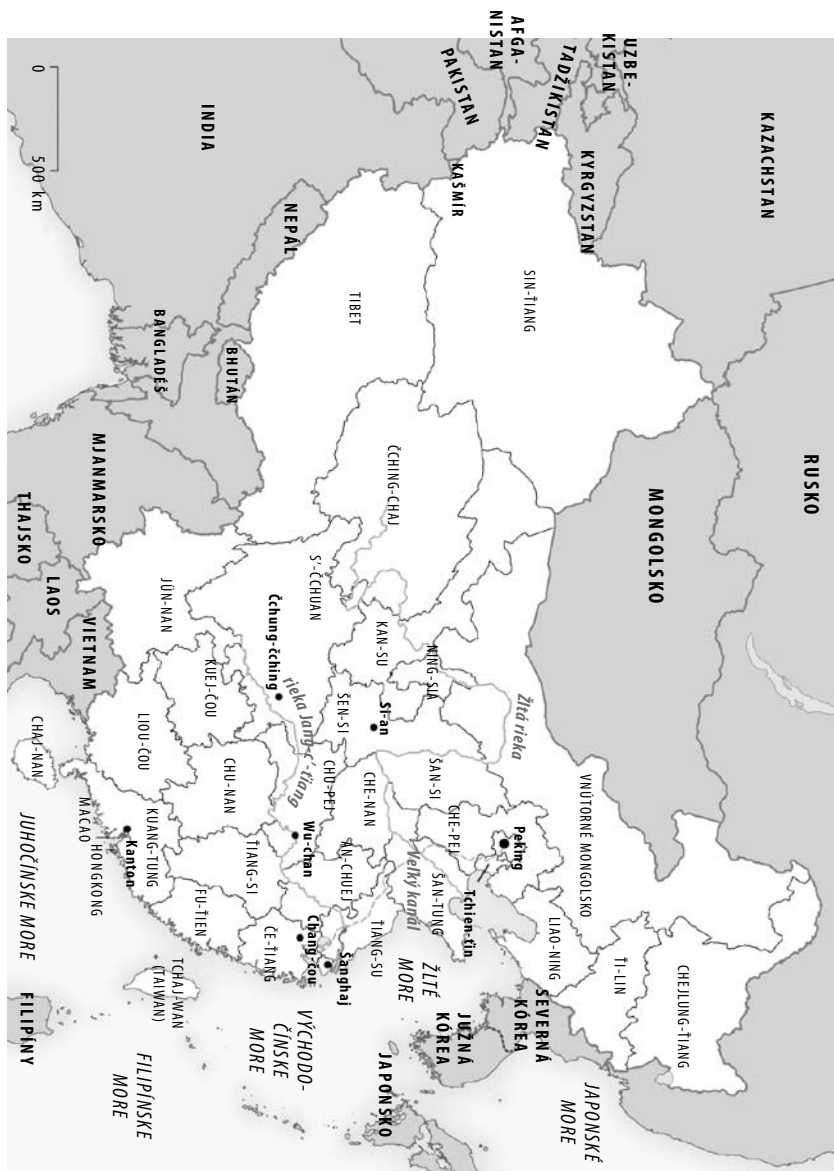 RUSKO
KAZACHSTAN
MONGOLSKO
UZBE-
KISTAN
TADŽIKISTAN
KYRGYZSTAN
AFGA-
NISTAN
PAKISTAN
KAŠMÍR
INDIA
NEPÁL
BHUTÁN
BANGLADÉŠ
MJANMARSKO
THAJSKO
LAOS
VIETNAM
SIN-ŤIANG
TIBET
ČCHING-CHAJ
KAN-SU
NING-SIA
VNÚTORNÉ MONGOLSKO
CHEJLUNG-ŤIANG
ŤI-LIN
LIAO-NING
SEVERNÁ
KÓREA
JUŽNÁ
KÓREA
JAPONSKO
JAPONSKÉ
MORE
Žltá rieka
Peking
Tchien-ťin
CHE-PEJ
ŠAN-SI
ŠAN-TUNG
Veľký kanál
ŽLTÉ
MORE
ŠEN-SI
Si-an
CHE-NAN
ŤIANG-SU
AN-CHUEJ
CHU-PEJ
Wu-chan
Šanghaj
Chang-čou
ČE-ŤIANG
VÝCHODO-
ČÍNSKE
MORE
S’-ČCHUAN
Čchung-čching
rieka Jang-c’-ťiang
JÜN-NAN
KUEJ-ČOU
CHU-NAN
ŤIANG-SI
FU-ŤIEN
LIOU-ČOU
KUANG-TUNG
Kanton
HONGKONG
MACAO
CHAJ-NAN
TCHAJ-WAN
(TAIWAN)
JUHOČÍNSKE MORE
FILIPÍNSKE
MORE
FILIPÍNY
0 500 km